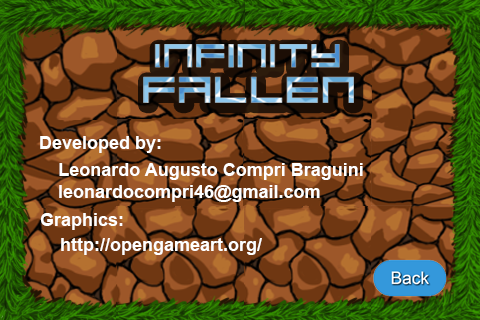 INFINITY
FALLEN
Developed by:
Leonardo Augusto Compri Braguini
leonardocompri46@gmail.com
Graphics:
http://opengameart.org/
Back